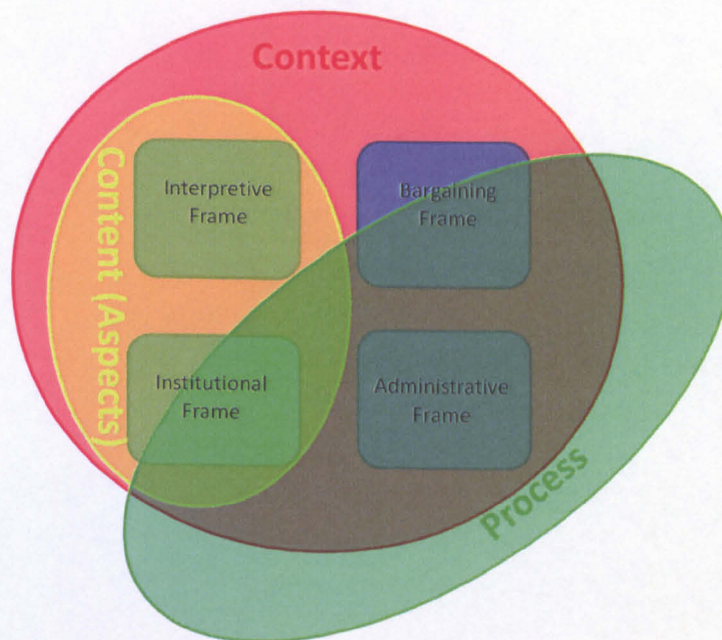 Context
Content (Aspects)
Interpretive
Frame
Bargaining
Frame
Institutional
Frame
Administrative
Frame
Process